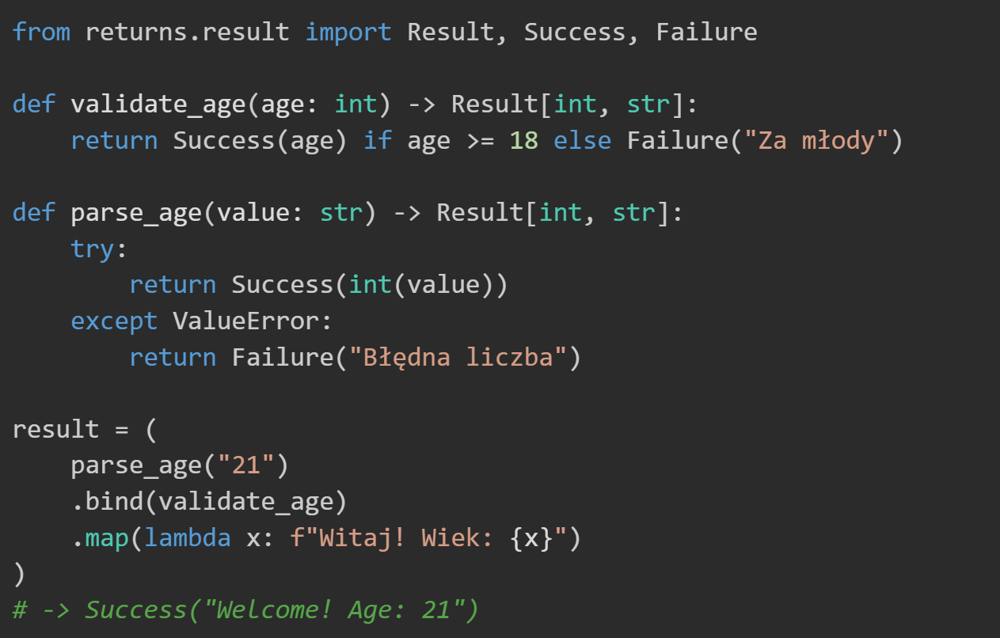 from returns.result import Result, Success, Failure
def validate_age(age: int) -> Result[int, str]:
    return Success(age) if age >= 18 else Failure("Za młody")
def parse_age(value: str) -> Result[int, str]:
    try:
        return Success(int(value))
    except ValueError:
        return Failure("Błędna liczba")
result = (
    parse_age("21")
    .bind(validate_age)
    .map(lambda x: f"Witaj! Wiek: {x}")
)
# -> Success("Welcome! Age: 21")